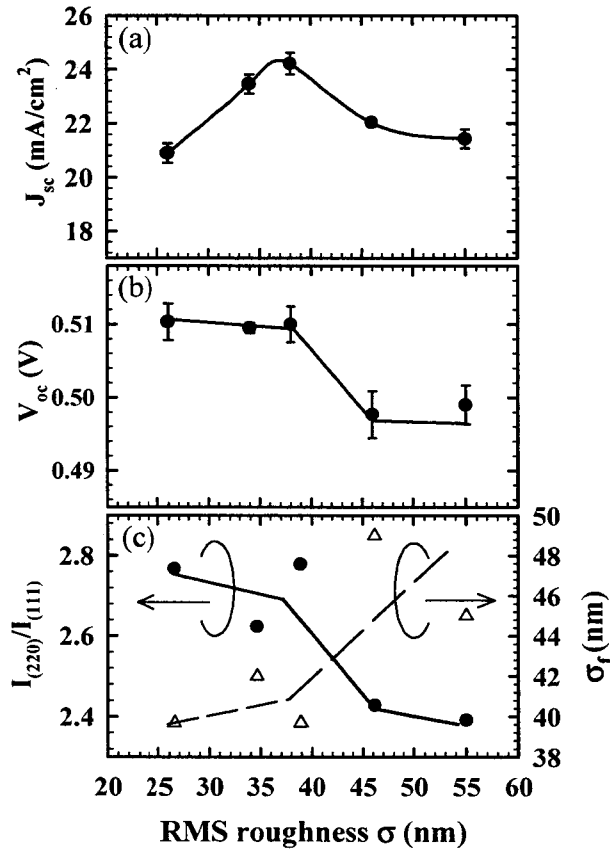 (a)
26
24
22
20
18
J_sc (mA/cm²)
(b)
0.51
0.50
0.49
V_oc (V)
(c)
2.8
2.6
2.4
I_(220)/I_(111)
50
48
46
44
42
40
38
σ_f (nm)
20 25 30 35 40 45 50 55 60
RMS roughness σ (nm)